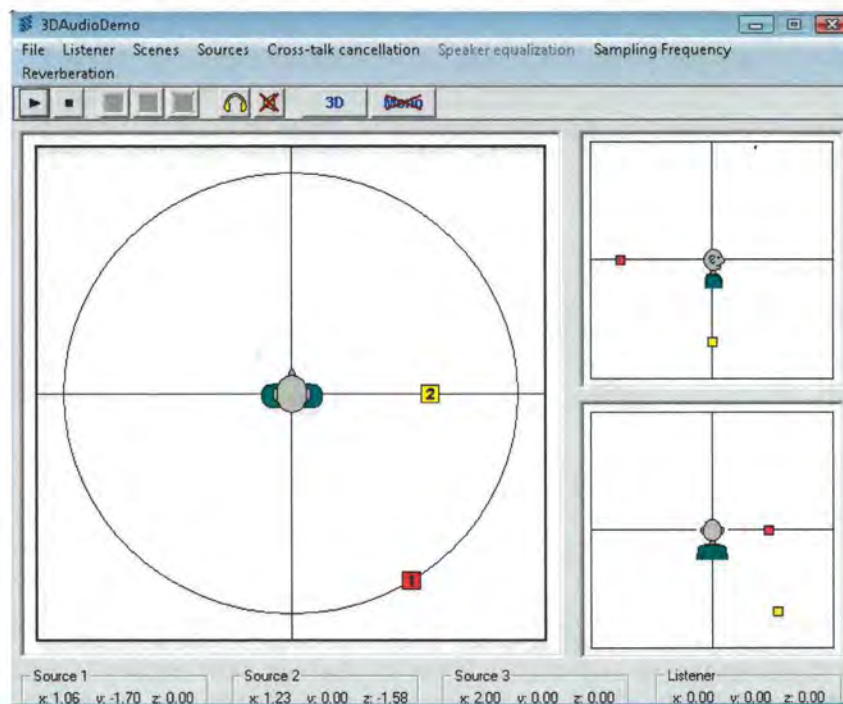 3DAudioDemo
File Listener Scenes Sources Cross-talk cancellation Speaker equalization Sampling Frequency
Reverberation
3D Mono
2
1
Source 1 Source 2 Source 3 Listener
x: 1.06 y: -1.70 z: 0.00 x: 1.23 y: 0.00 z: -1.58 x: 2.00 y: 0.00 z: 0.00 x: 0.00 y: 0.00 z: 0.00